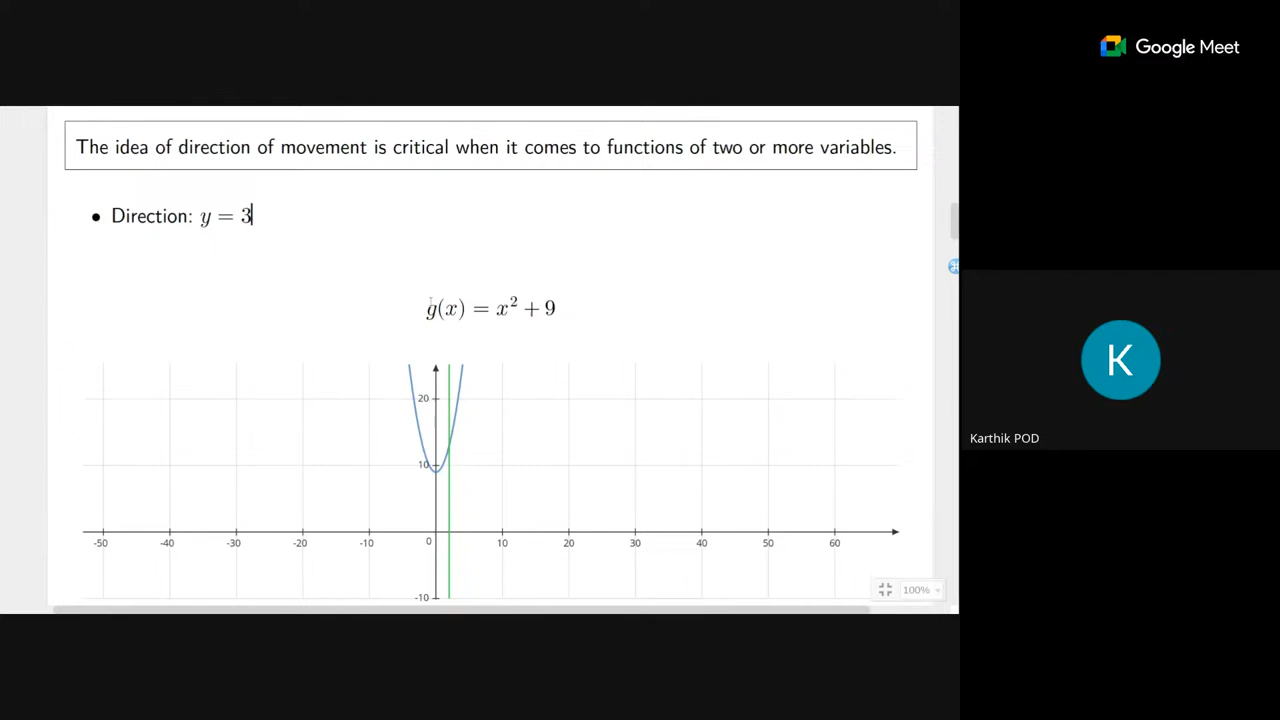 Google Meet
The idea of direction of movement is critical when it comes to functions of two or more variables.
• Direction: y = 3
g(x) = x² + 9
20
10
-50 -40 -30 -20 -10 0 10 20 30 40 50 60
-10
100%
K
Karthik POD